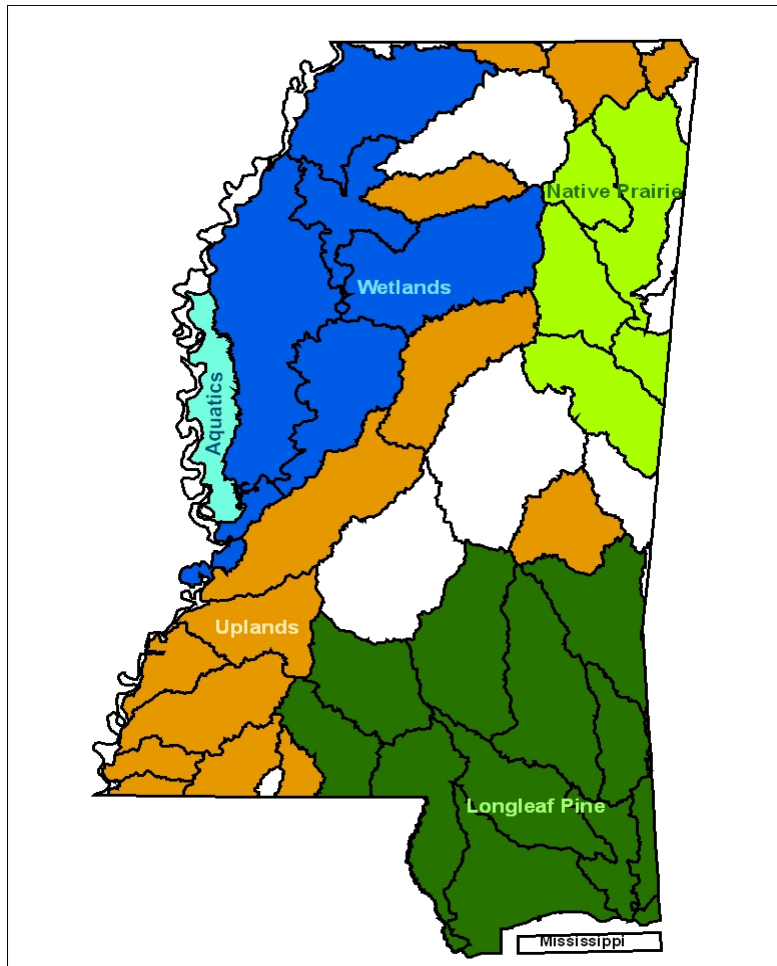 Native Prairie
Wetlands
Aquatics
Uplands
Longleaf Pine
Mississippi